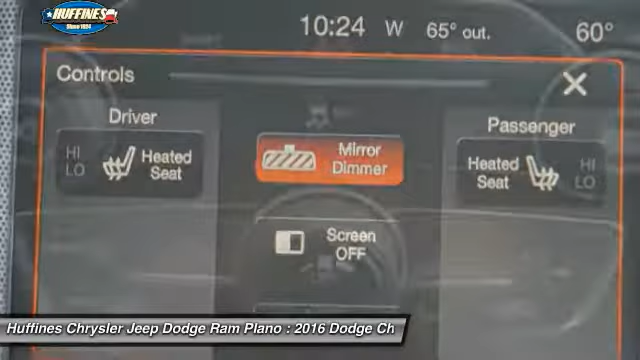 HUFFINES
Since 1924
10:24 W 65° out. 60°
Controls
Driver
HI
LO
Heated
Seat
Mirror
Dimmer
Passenger
Heated
Seat
HI
LO
Screen
OFF
Huffines Chrysler Jeep Dodge Ram Plano : 2016 Dodge Ch